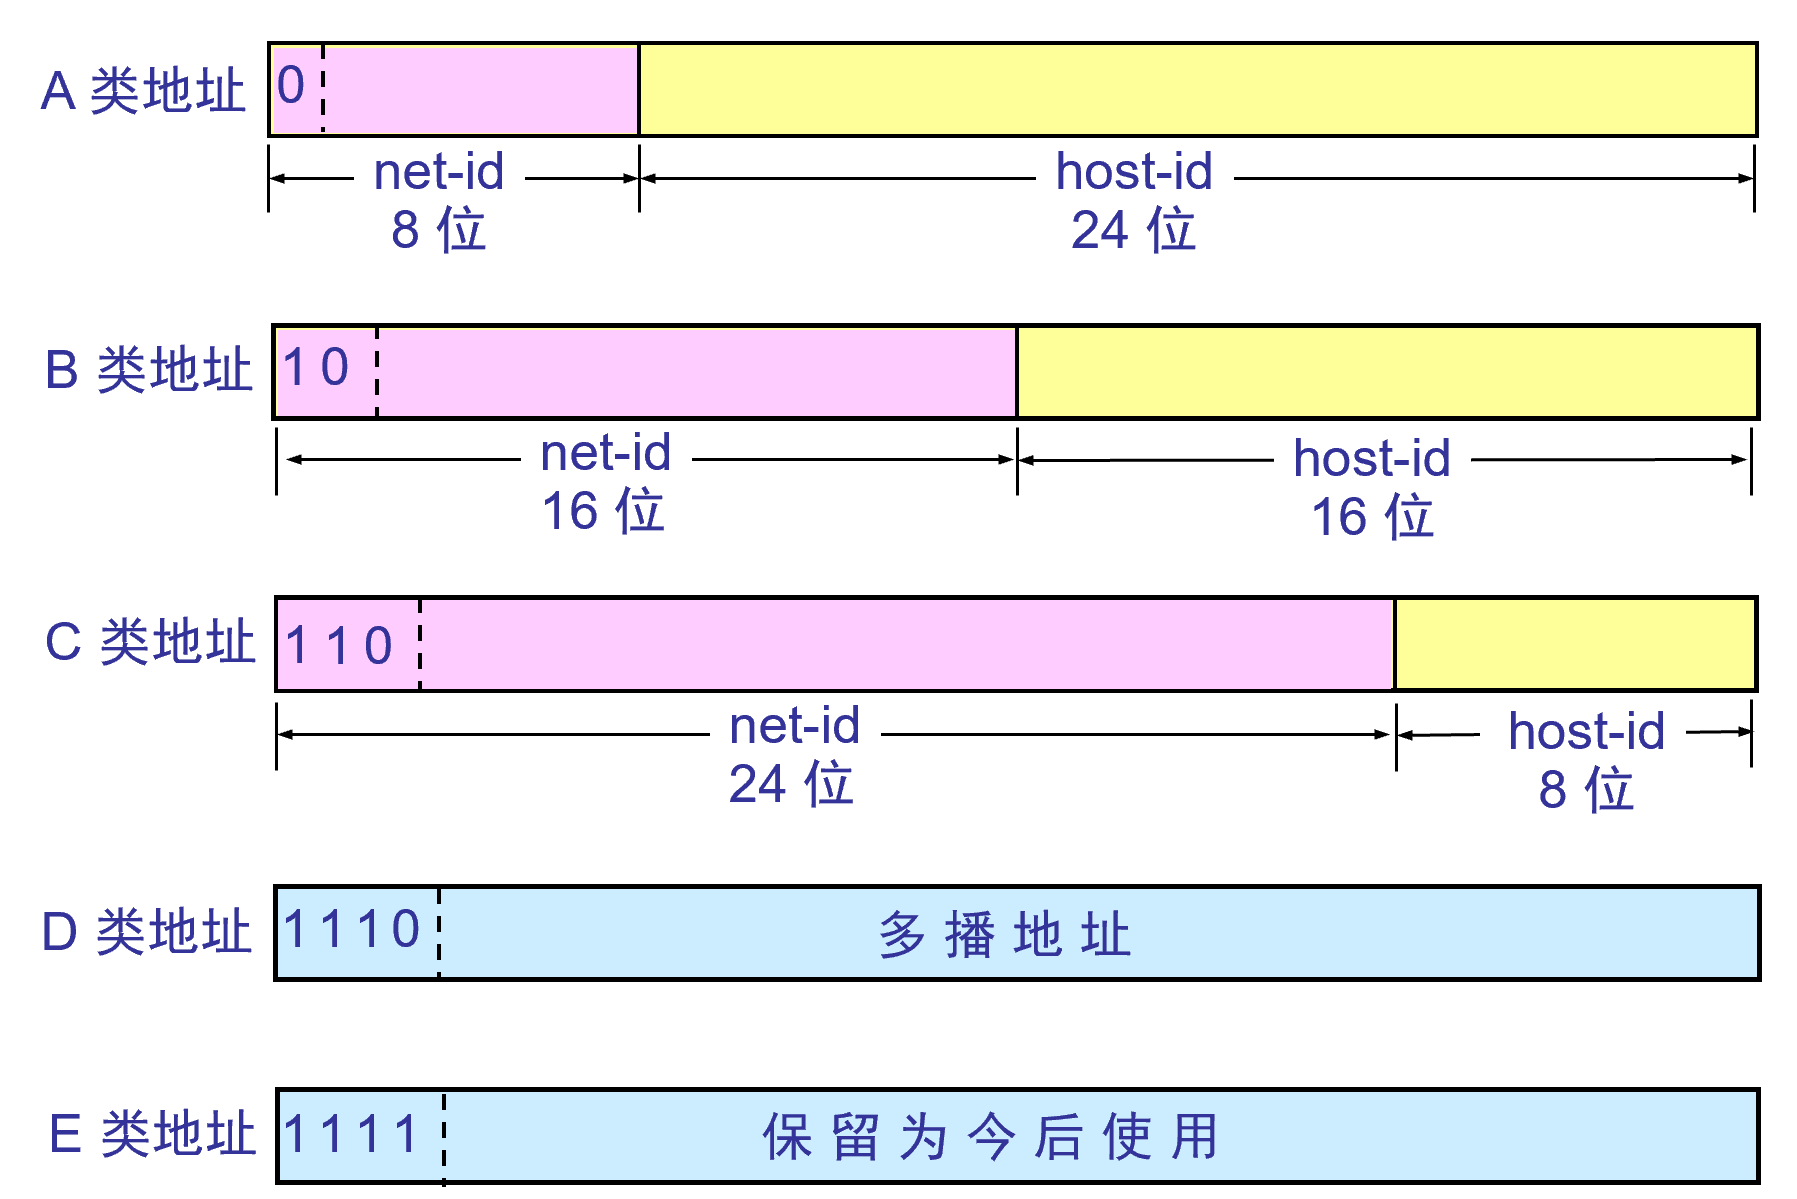 A 类地址
0
net-id
8 位
host-id
24 位
B 类地址
1 0
net-id
16 位
host-id
16 位
C 类地址
1 1 0
net-id
24 位
host-id
8 位
D 类地址
1 1 1 0
多 播 地 址
E 类地址
1 1 1 1
保 留 为 今 后 使 用